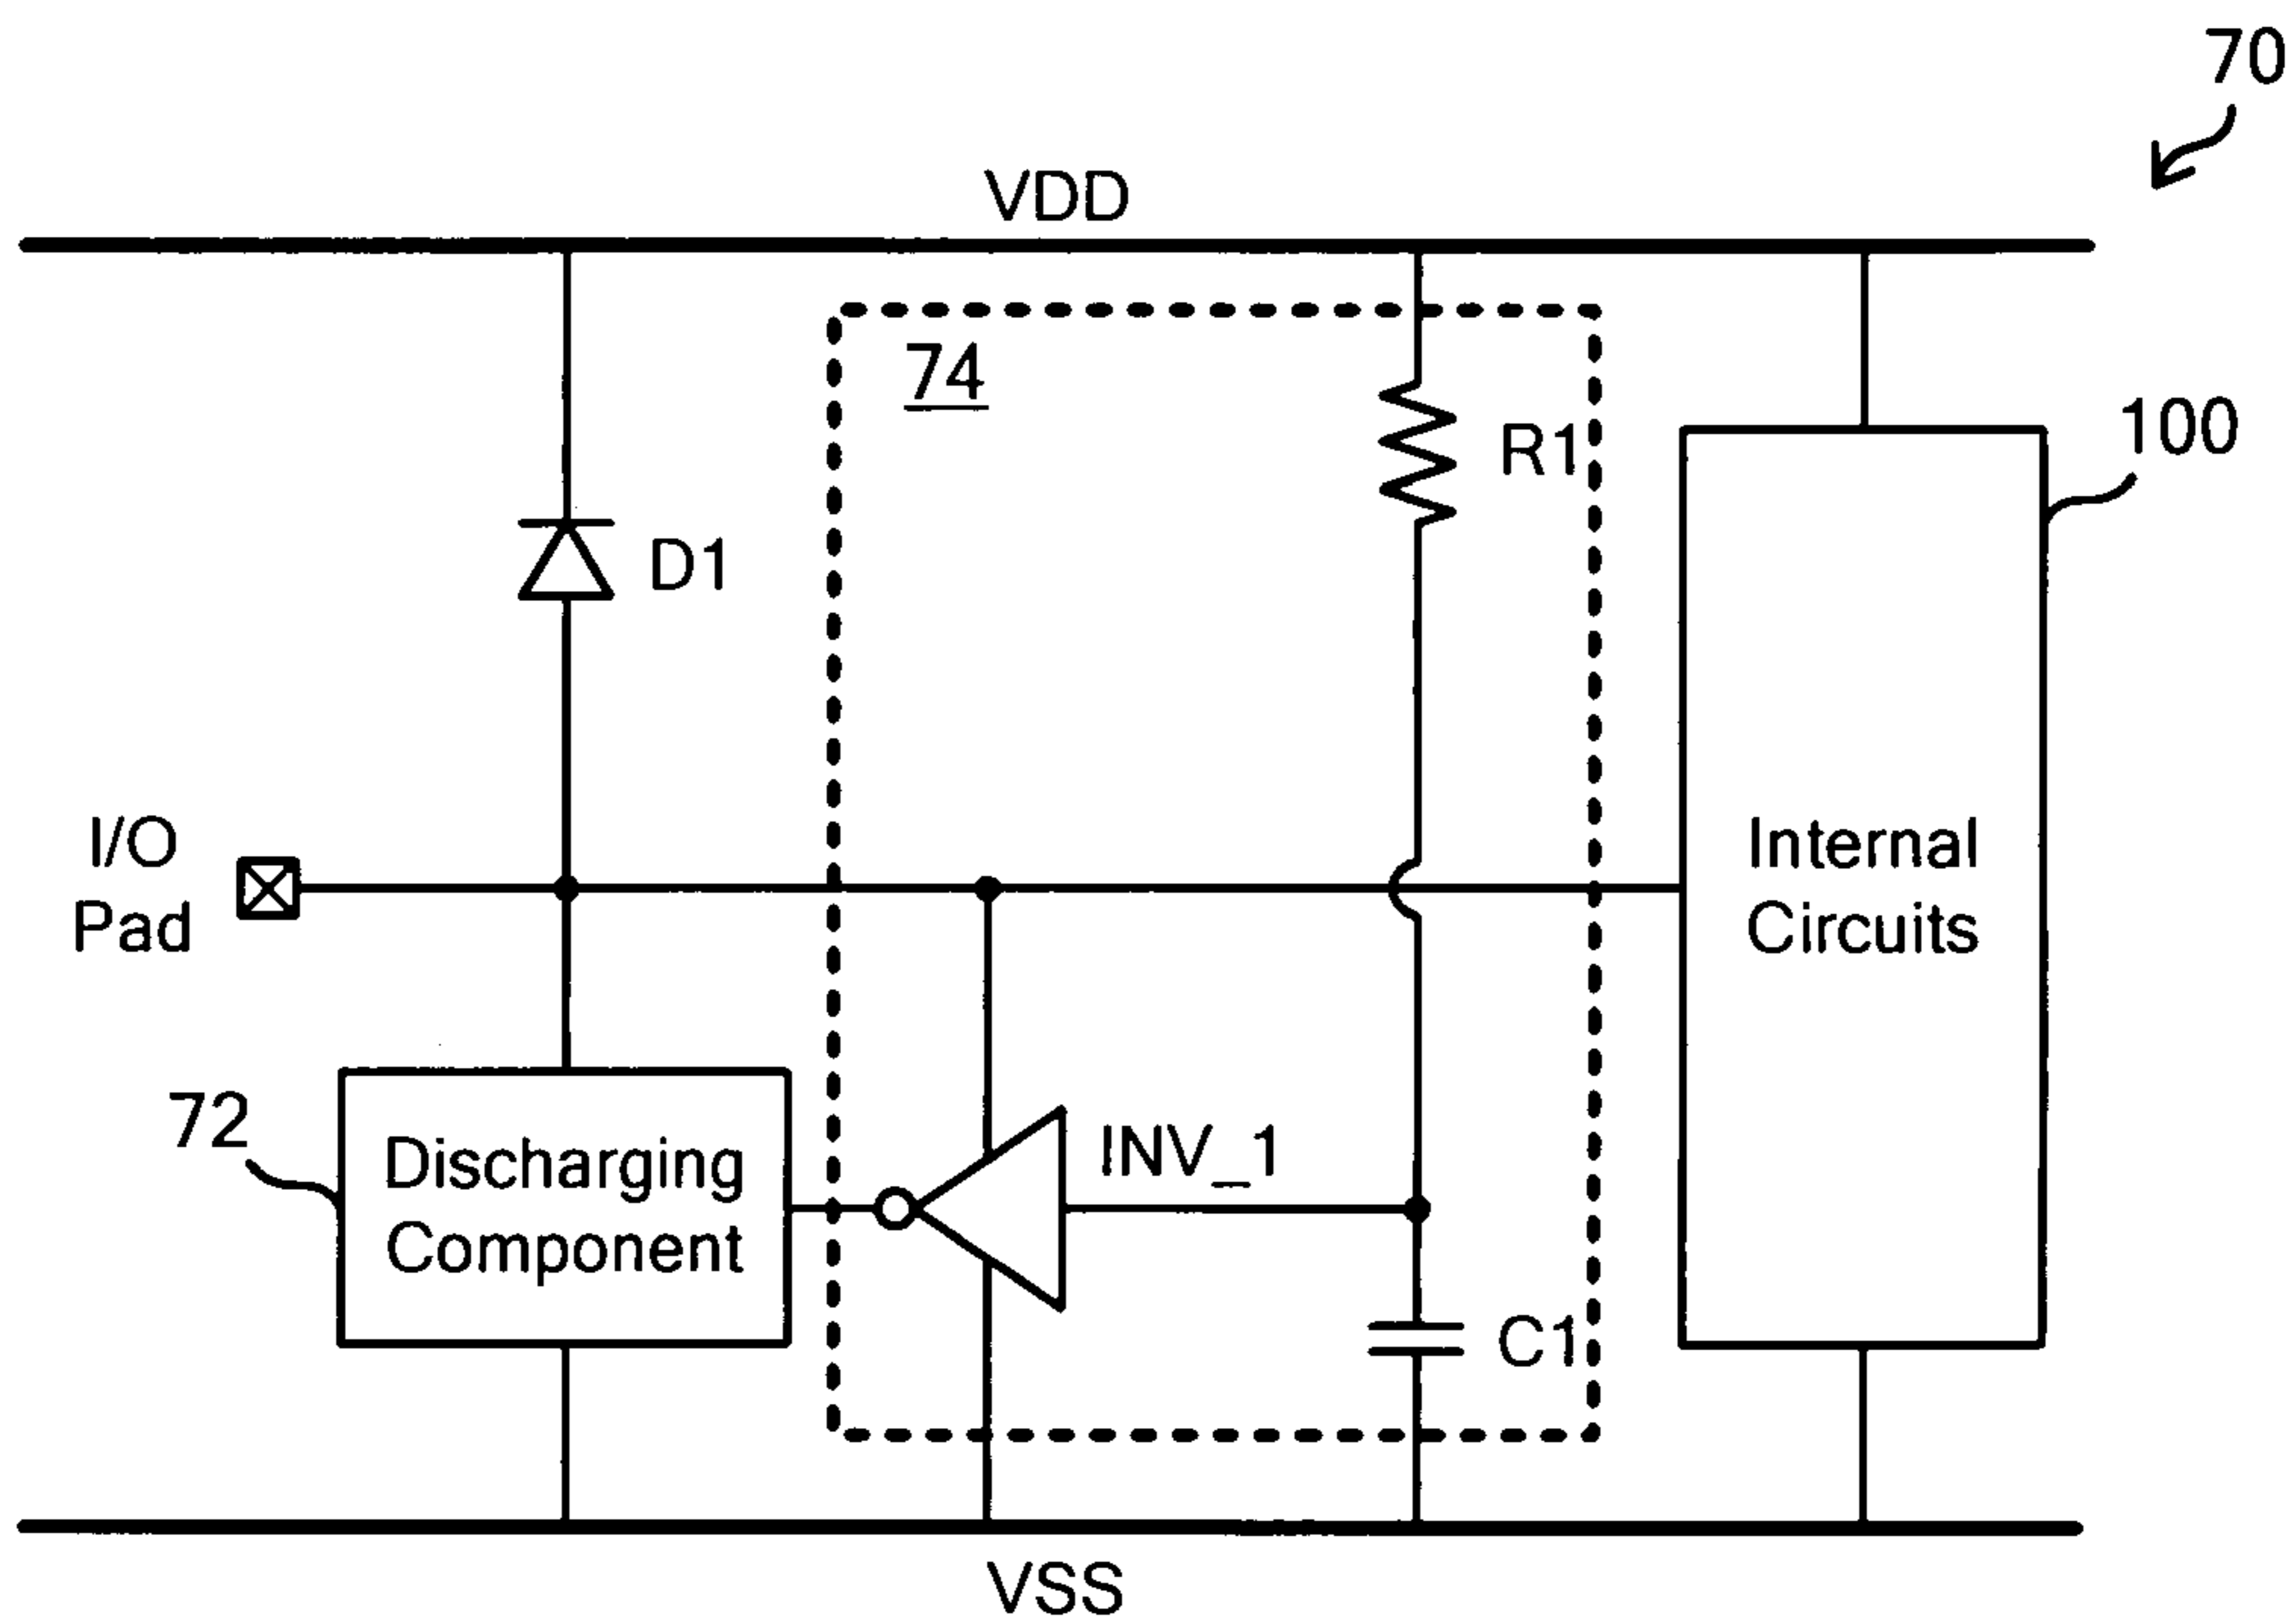 70
VDD
74
R1
100
D1
I/O
Pad
Internal
Circuits
72
Discharging
Component
INV_1
C1
VSS